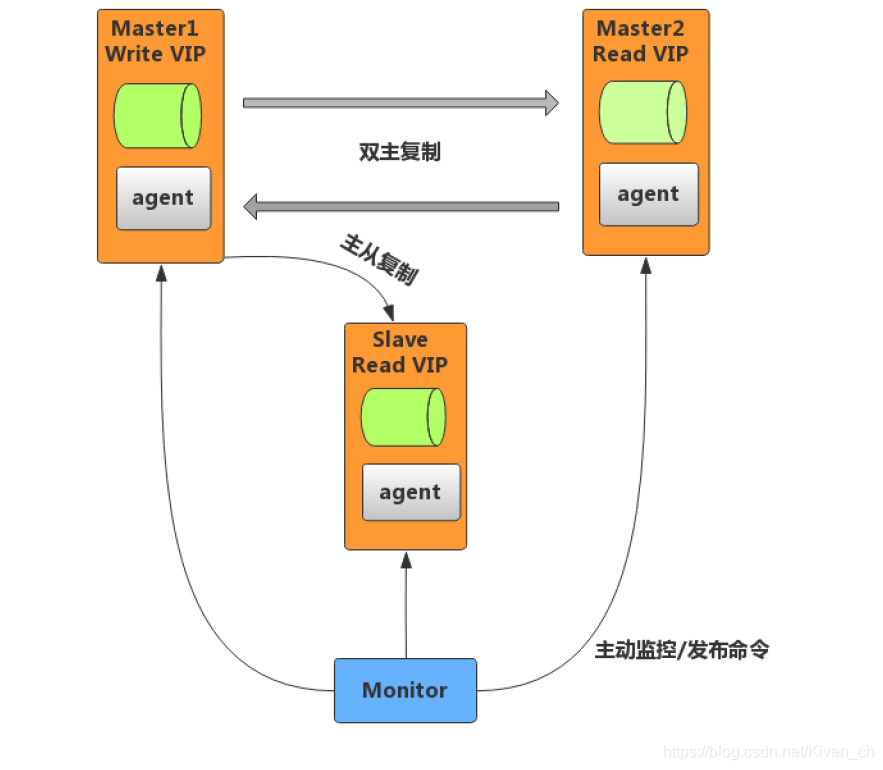 Master1
Write VIP
Master2
Read VIP
agent
agent
双主复制
主从复制
Slave
Read VIP
agent
主动监控/发布命令
Monitor
https://blog.csdn.net/Kiven_ch